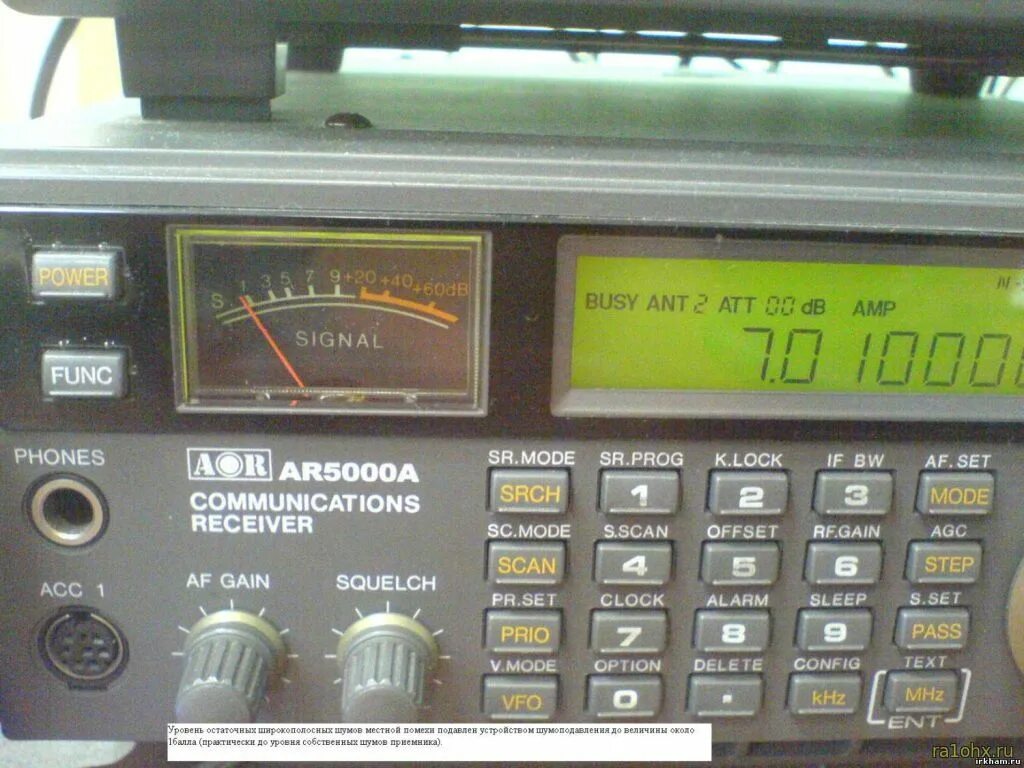 POWER
FUNC
S 1 3 5 7 9 +20 +40 +60dB
SIGNAL
BUSY ANT 2 ATT 00 dB AMP
7.0 10000
PHONES
ACC 1
AOR AR5000A
COMMUNICATIONS
RECEIVER
AF GAIN
SQUELCH
SR.MODE SR.PROG K.LOCK IF BW AF.SET
SRCH 1 2 3 MODE
SC.MODE S.SCAN OFFSET RF.GAIN AGC
SCAN 4 5 6 STEP
PR.SET CLOCK ALARM SLEEP S.SET
PRIO 7 8 9 PASS
V.MODE OPTION DELETE CONFIG TEXT
VFO 0 . kHz MHz
ENT
Уровень остаточных широкополосных шумов местной помехи подавлен устройством шумоподавления до величины около
1балла (практически до уровня собственных шумов приемника).
ra1ohx.ru
irkham.ru